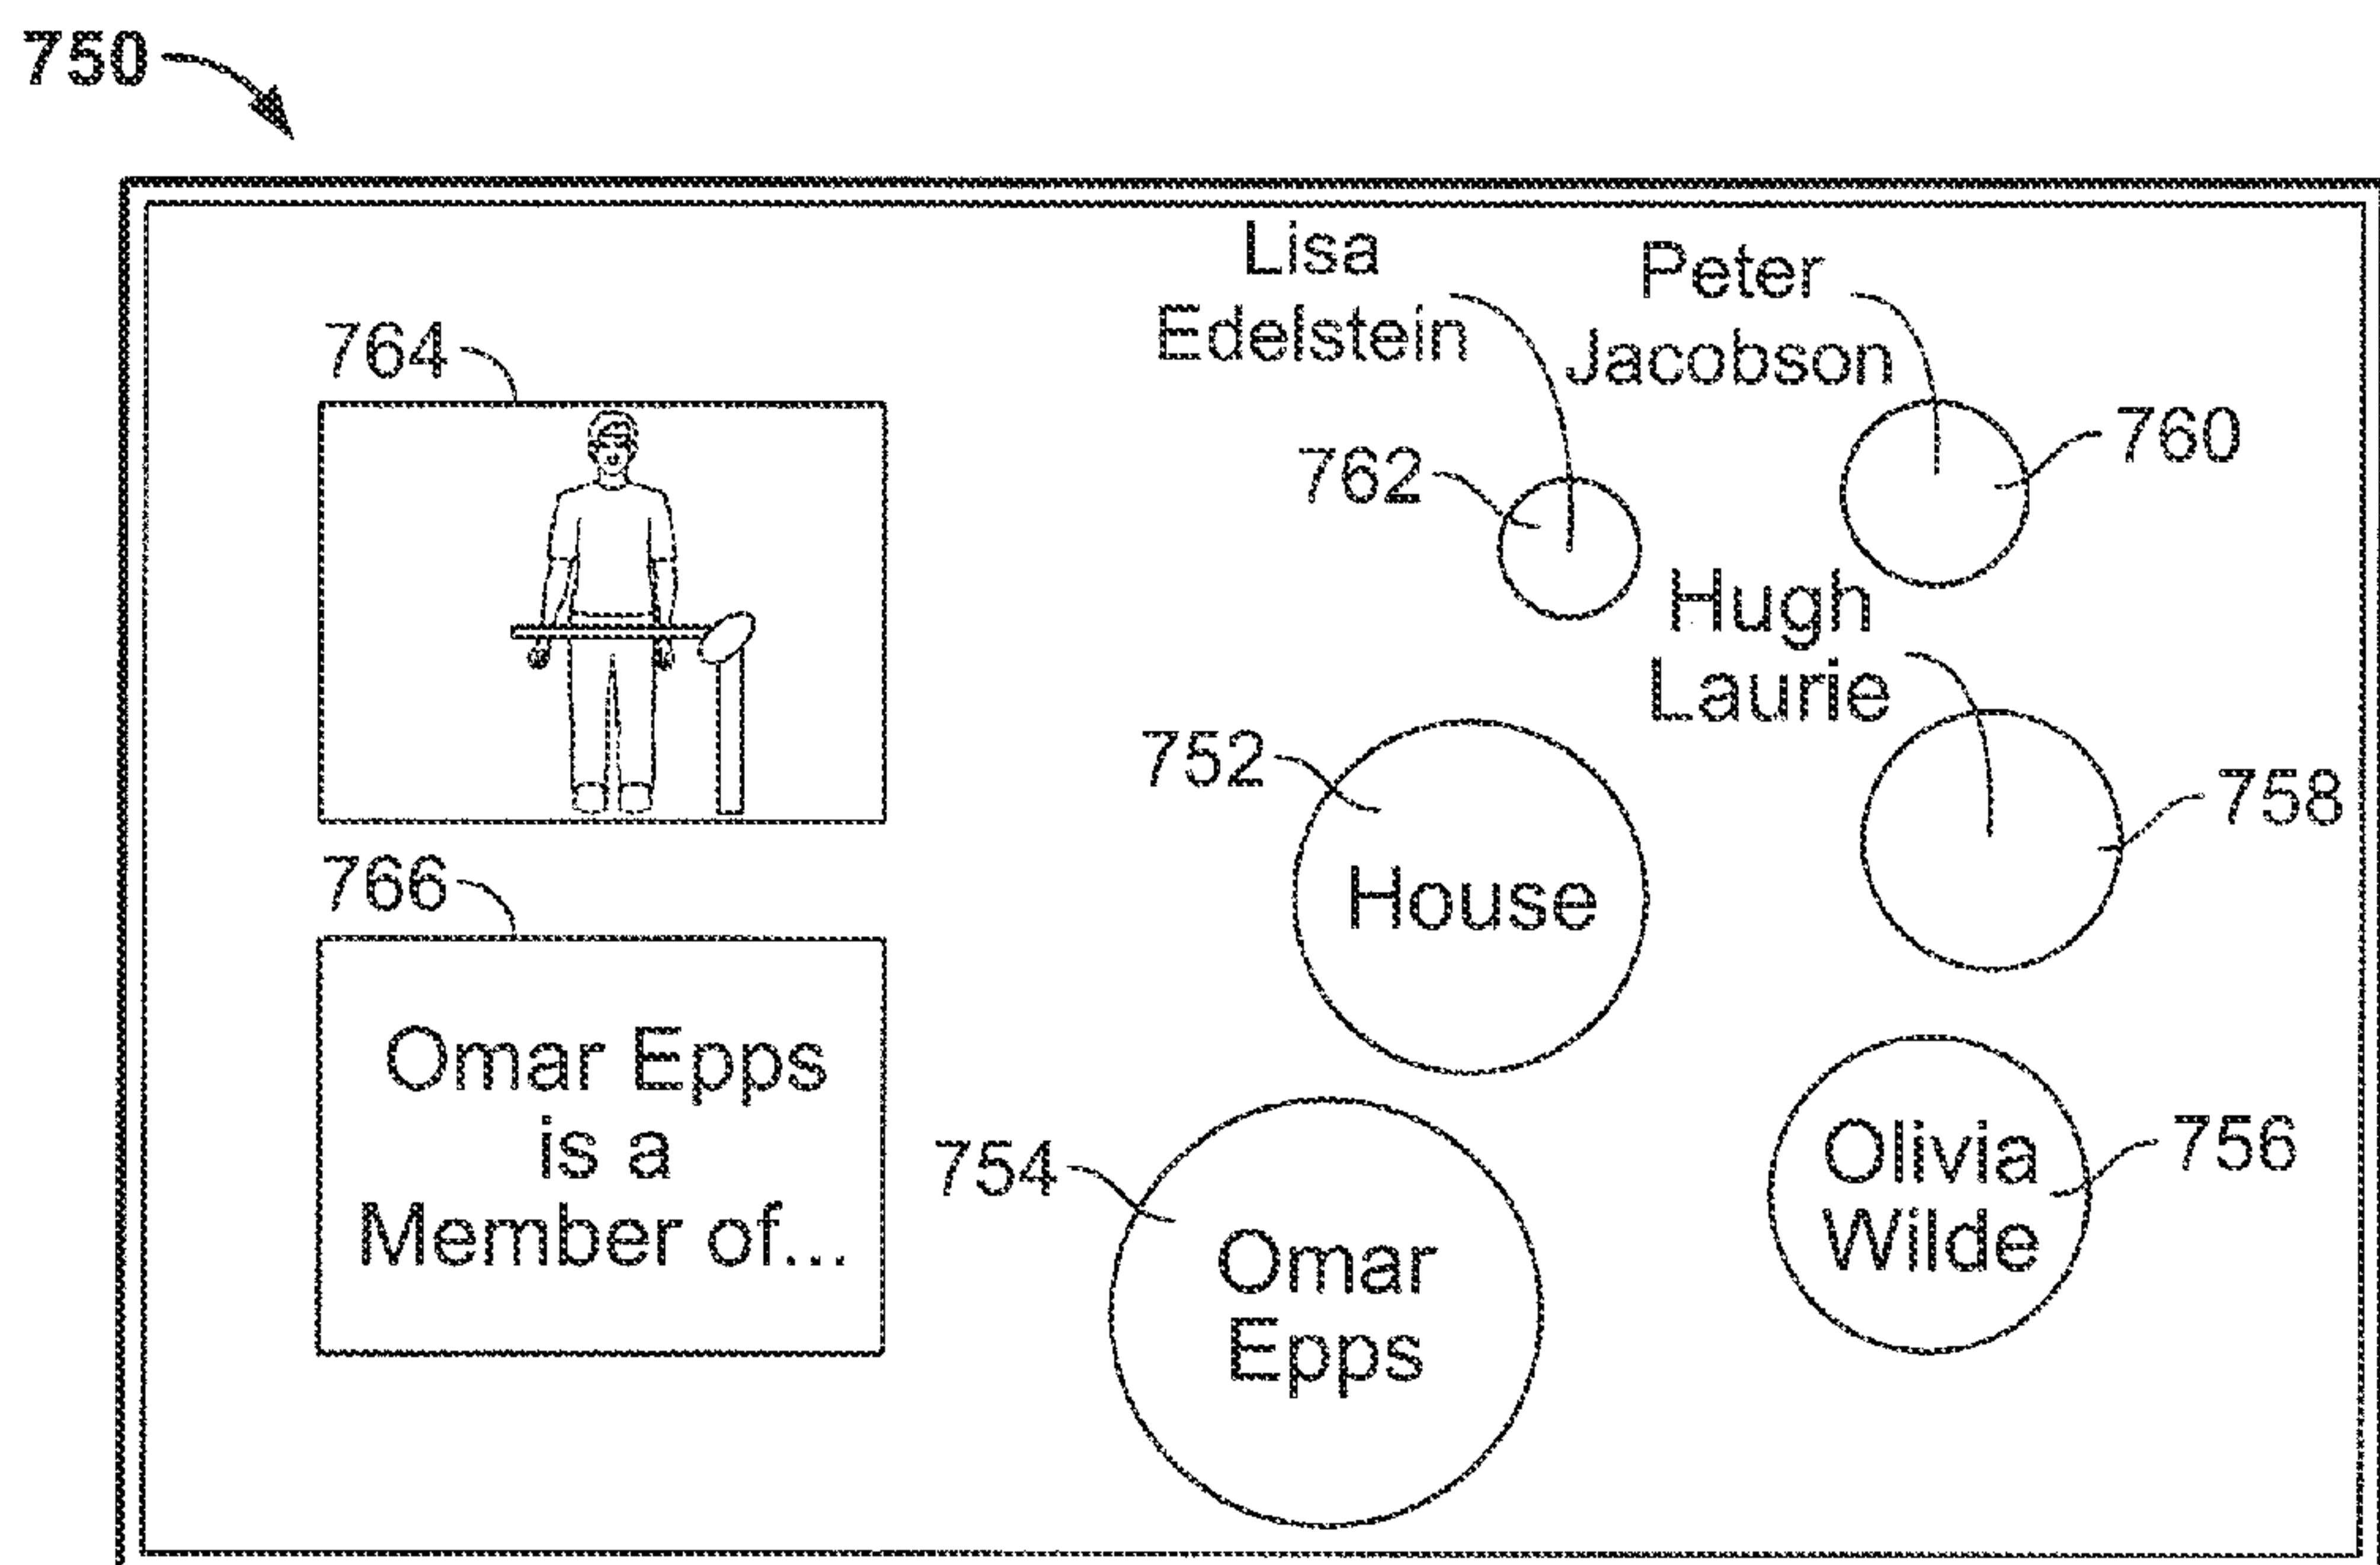 750
Lisa
Edelstein
Peter
Jacobson
764
762
760
Hugh
Laurie
752
758
House
766
Omar Epps
is a
Member of...
754
Omar
Epps
Olivia
Wilde
756